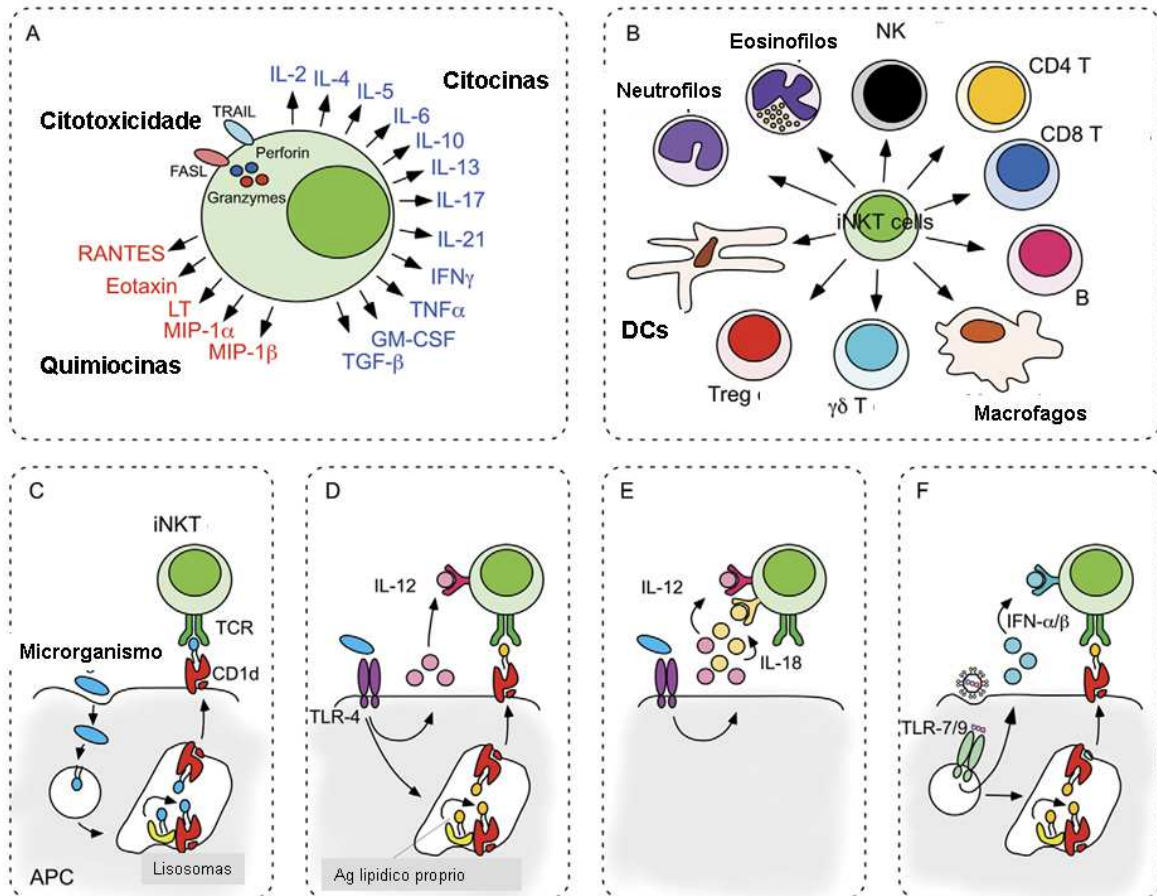 A
Citotoxicidade
TRAIL
FASL
Perforin
Granzymes
IL-2
IL-4
IL-5
IL-6
IL-10
IL-13
IL-17
IL-21
IFNγ
TNFα
GM-CSF
TGF-β
Citocinas
RANTES
Eotaxin
LT
MIP-1α
MIP-1β
Quimiocinas
B
Neutrofilos
Eosinofilos
NK
CD4 T
CD8 T
iNKT cells
B
DCs
Treg
γδ T
Macrofagos
C
iNKT
TCR
Microrganismo
CD1d
Lisosomas
APC
D
IL-12
TLR-4
Ag lipidico proprio
E
IL-12
IL-18
F
IFN-α/β
TLR-7/9